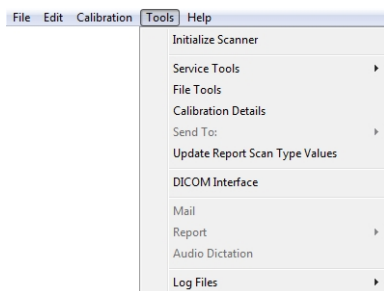 File Edit Calibration Tools Help
Initialize Scanner
Service Tools
File Tools
Calibration Details
Send To:
Update Report Scan Type Values
DICOM Interface
Mail
Report
Audio Dictation
Log Files